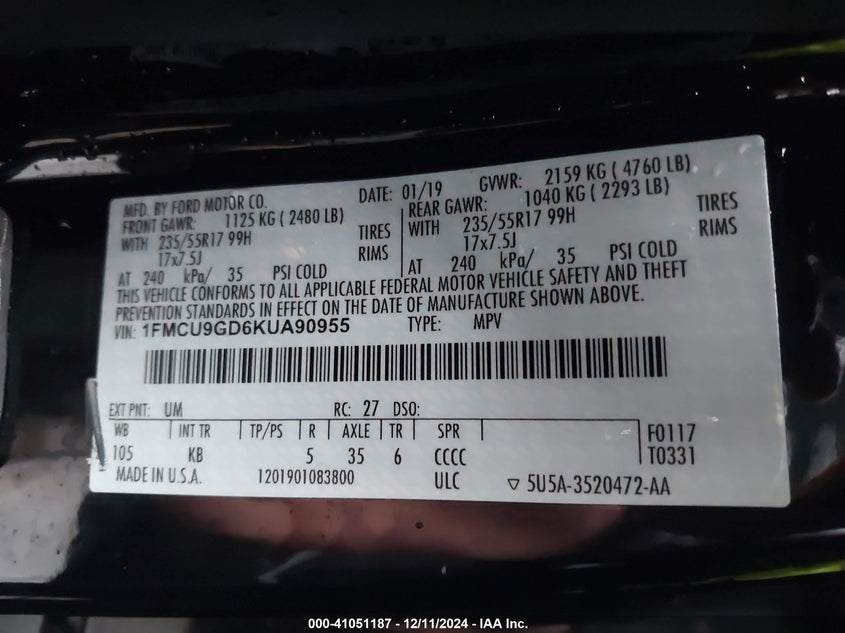 MFD. BY FORD MOTOR CO. DATE: 01/19 GVWR: 2159 KG ( 4760 LB)
FRONT GAWR: 1125 KG ( 2480 LB) REAR GAWR: 1040 KG ( 2293 LB)
WITH 235/55R17 99H TIRES WITH 235/55R17 99H TIRES
17x7.5J RIMS 17x7.5J RIMS
AT 240 kPa/ 35 PSI COLD AT 240 kPa/ 35 PSI COLD
THIS VEHICLE CONFORMS TO ALL APPLICABLE FEDERAL MOTOR VEHICLE SAFETY AND THEFT
PREVENTION STANDARDS IN EFFECT ON THE DATE OF MANUFACTURE SHOWN ABOVE.
VIN: 1FMCU9GD6KUA90955 TYPE: MPV
EXT PNT: UM RC: 27 DSO:
WB INT TR TP/PS R AXLE TR SPR F0117
105 KB 5 35 6 CCCC T0331
MADE IN U.S.A. 1201901083800 ULC ▽ 5U5A-3520472-AA
000-41051187 - 12/11/2024 - IAA Inc.